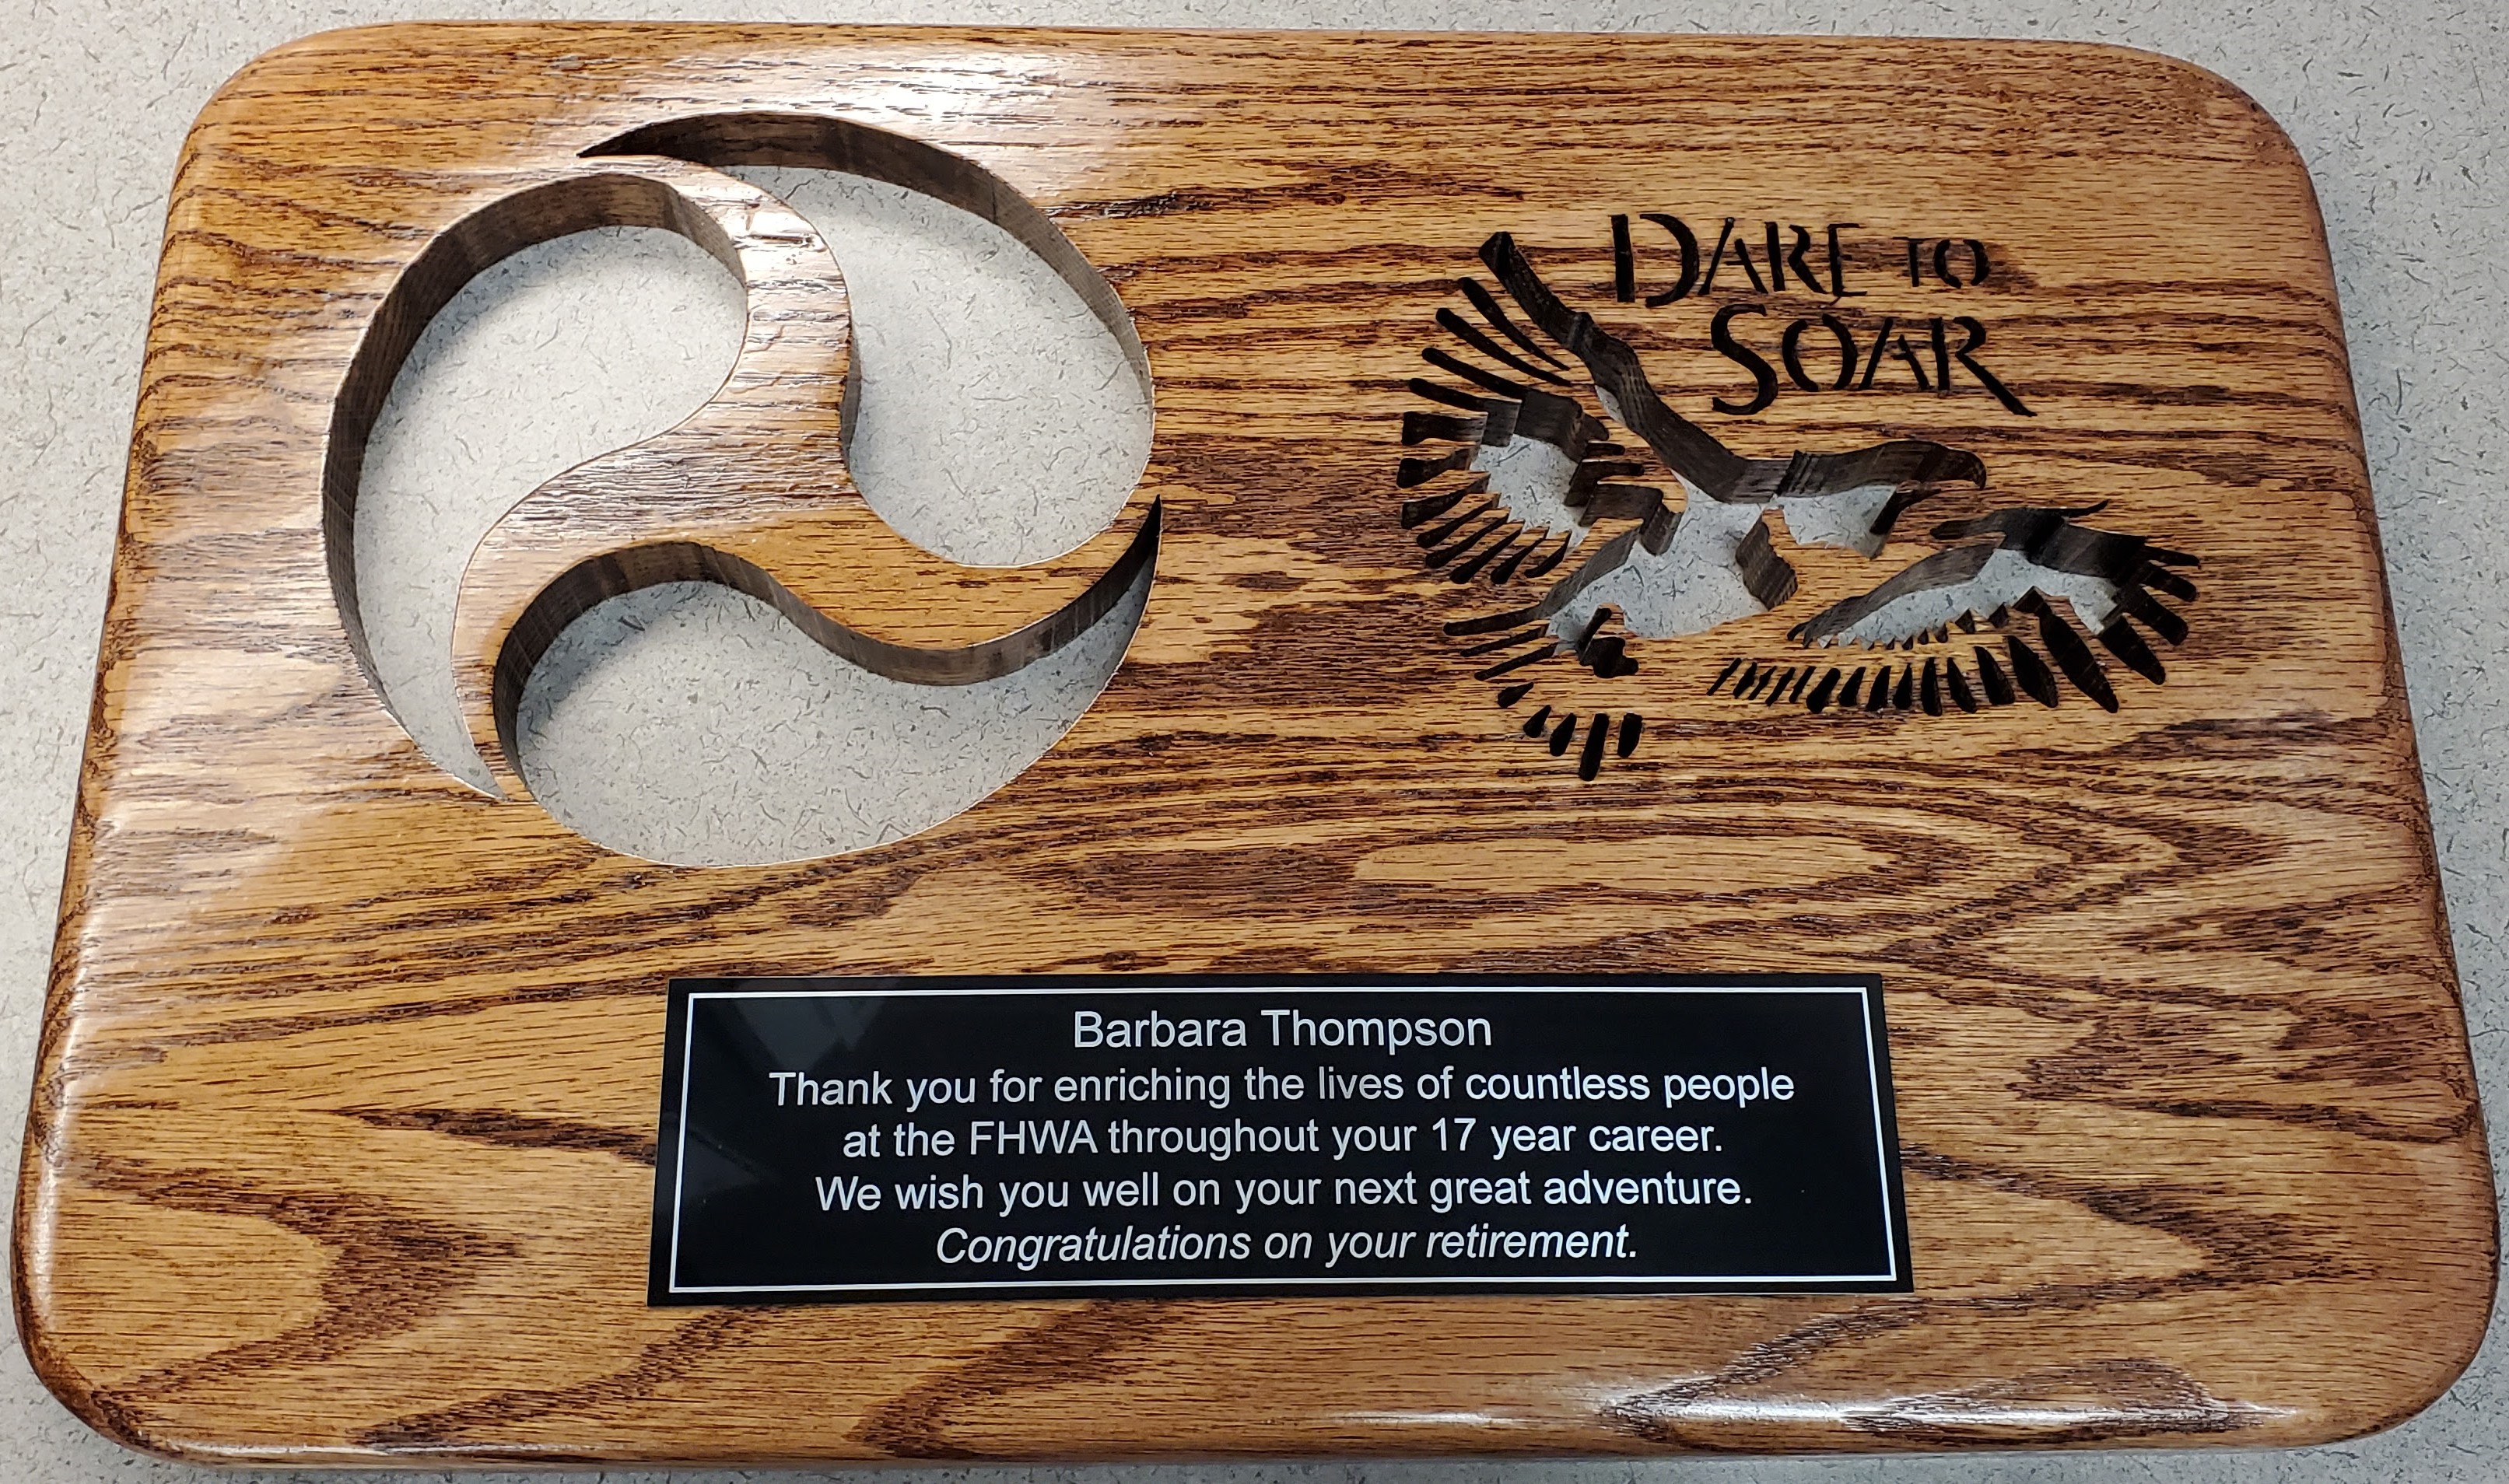 DARE TO
SOAR
Barbara Thompson
Thank you for enriching the lives of countless people
at the FHWA throughout your 17 year career.
We wish you well on your next great adventure.
Congratulations on your retirement.